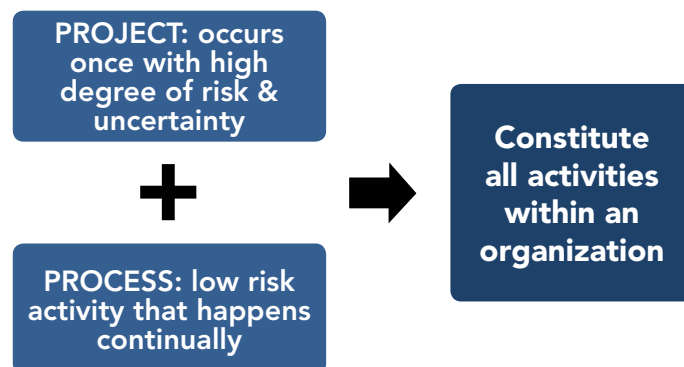 PROJECT: occurs
once with high
degree of risk &
uncertainty
PROCESS: low risk
activity that happens
continually
Constitute
all activities
within an
organization